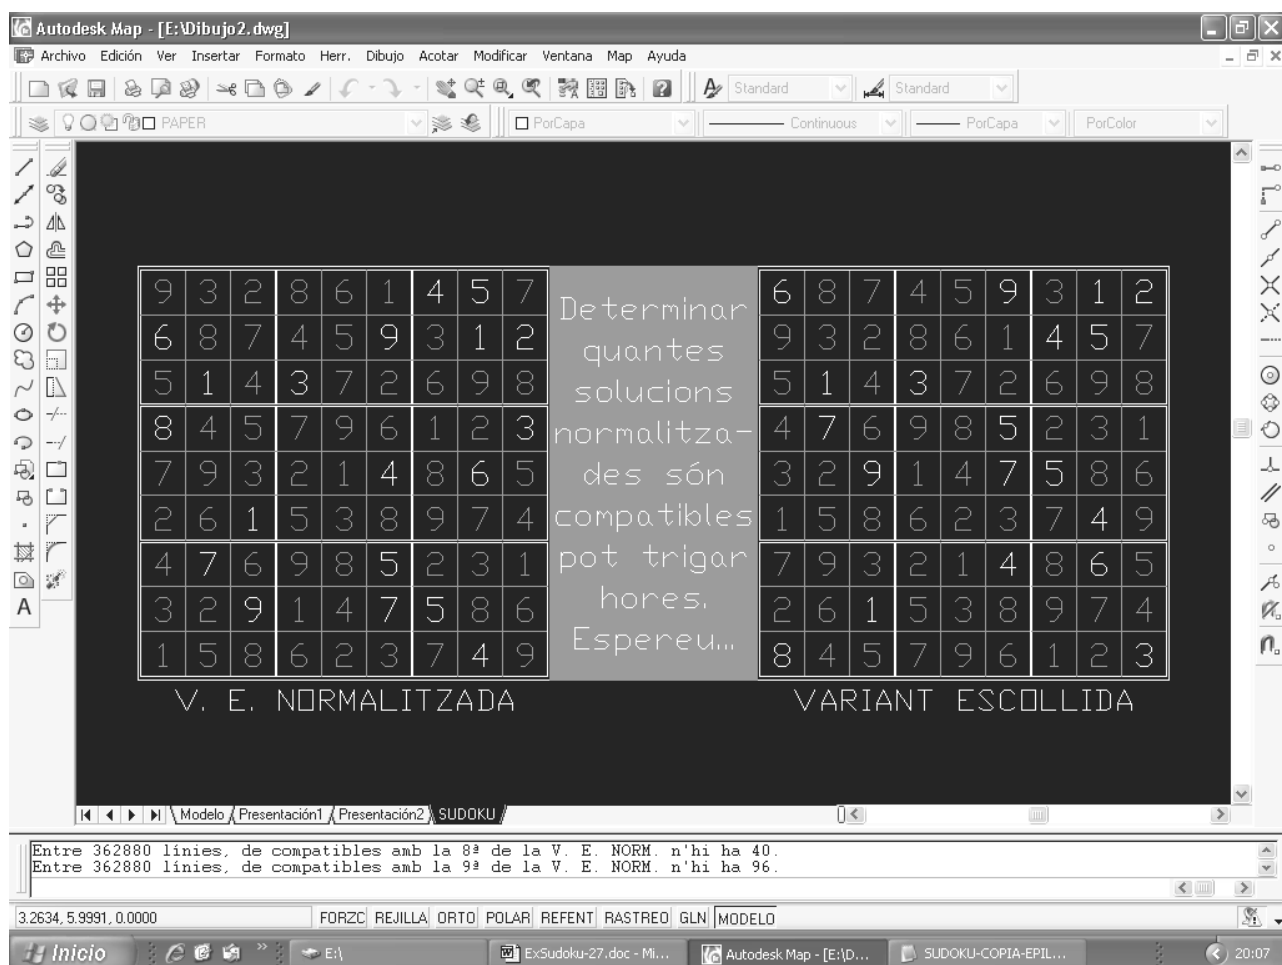 Autodesk Map - [E:\Dibujo2.dwg]
Archivo Edición Ver Insertar Formato Herr. Dibujo Acotar Modificar Ventana Map Ayuda
Standard Standard
PAPER PorCapa Continuous PorCapa PorColor
9 3 2 8 6 1 4 5 7
6 8 7 4 5 9 3 1 2
5 1 4 3 7 2 6 9 8
8 4 5 7 9 6 1 2 3
7 9 3 2 1 4 8 6 5
2 6 1 5 3 8 9 7 4
4 7 6 9 8 5 2 3 1
3 2 9 1 4 7 5 8 6
1 5 8 6 2 3 7 4 9
V. E. NORMALITZADA
Determinar
quantes
solucions
normalitza-
des són
compatibles
pot trigar
hores.
Espereu...
6 8 7 4 5 9 3 1 2
9 3 2 8 6 1 4 5 7
5 1 4 3 7 2 6 9 8
4 7 6 9 8 5 2 3 1
3 2 9 1 4 7 5 8 6
1 5 8 6 2 3 7 4 9
7 9 3 2 1 4 8 6 5
2 6 1 5 3 8 9 7 4
8 4 5 7 9 6 1 2 3
VARIANT ESCOLLIDA
Modelo Presentación1 Presentación2 SUDOKU
Entre 362880 línies, de compatibles amb la 8ª de la V. E. NORM. n'hi ha 40.
Entre 362880 línies, de compatibles amb la 9ª de la V. E. NORM. n'hi ha 96.
3.2634, 5.9991, 0.0000 FORZC REJILLA ORTO POLAR REFENT RASTREO GLN MODELO
Inicio E:\ ExSudoku-27.doc - Mi... Autodesk Map - [E:\D... SUDOKU-COPIA-EPIL... 20:07